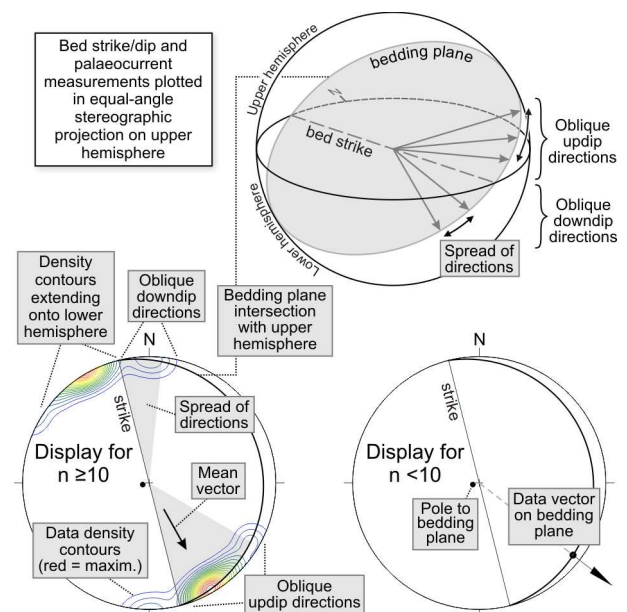 Bed strike/dip and
palaeocurrent
measurements plotted
in equal-angle
stereographic
projection on upper
hemisphere
Upper hemisphere
bedding plane
N
bed strike
Lower hemisphere
Oblique
updip
directions
Oblique
downdip
directions
Spread of
directions
Density
contours
extending
onto lower
hemisphere
Oblique
downdip
directions
Bedding plane
intersection
with upper
hemisphere
N
strike
Spread of
directions
Display for
n ≥10
Mean
vector
Data density
contours
(red = maxim.)
Oblique
updip directions
N
strike
Display for
n <10
Pole to
bedding
plane
Data vector
on bedding
plane